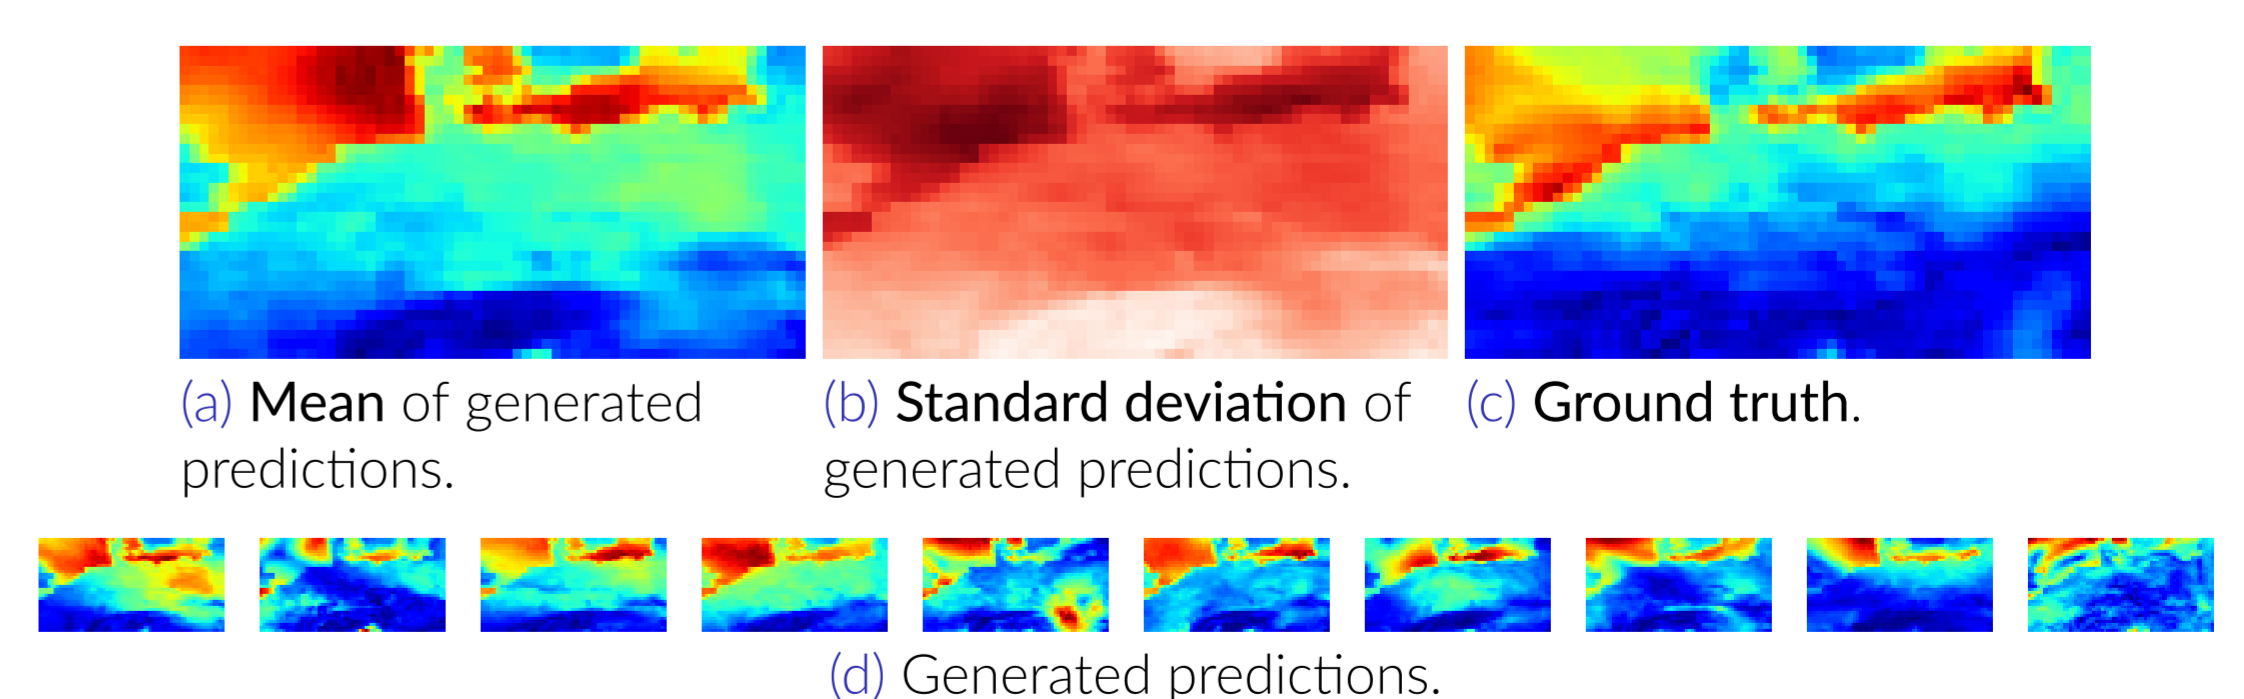 (a) Mean of generated
predictions.
(b) Standard deviation of
generated predictions.
(c) Ground truth.
(d) Generated predictions.